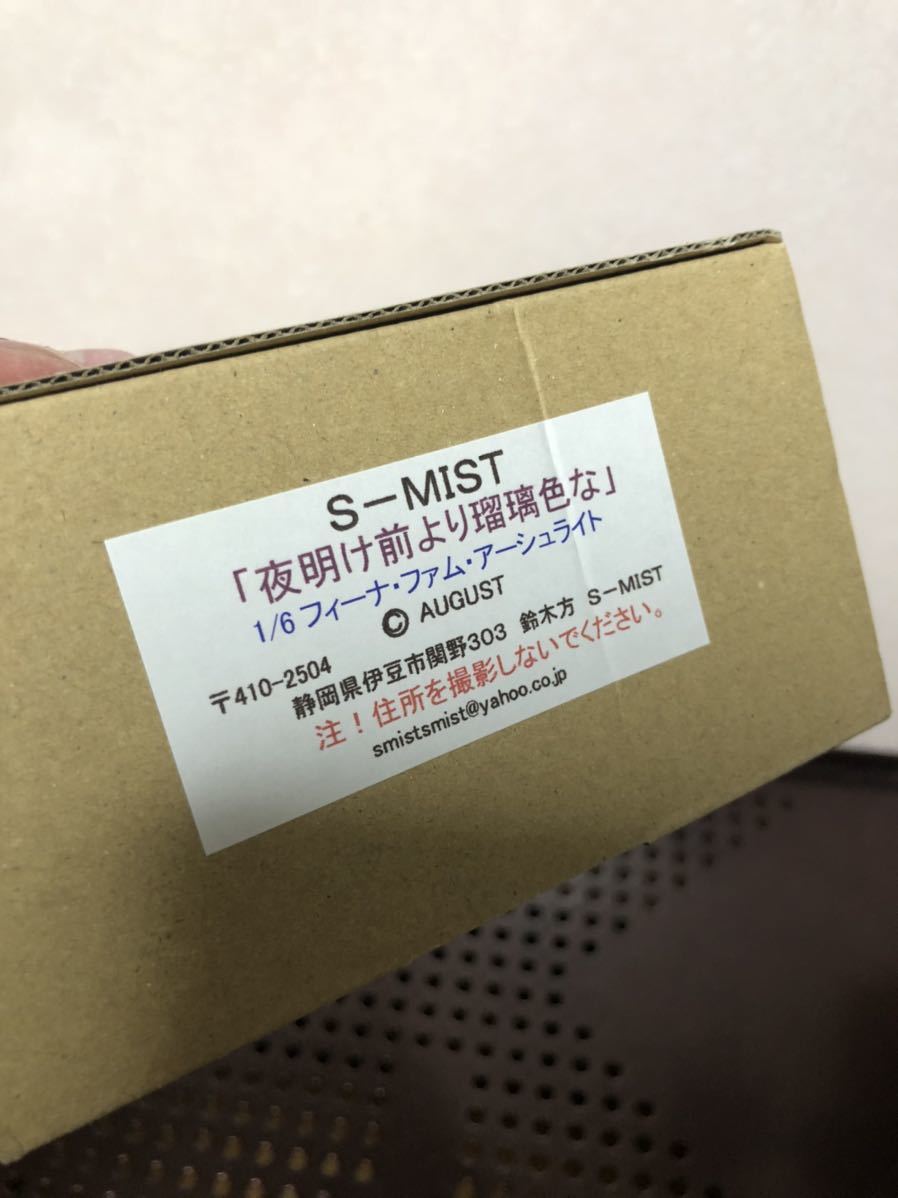 S－MIST
「夜明け前より瑠璃色な」
1/6 フィーナ・ファム・アーシュライト
© AUGUST
〒410-2504
静岡県伊豆市関野303 鈴木方 S－MIST
注！住所を撮影しないでください。
smistsmist@yahoo.co.jp